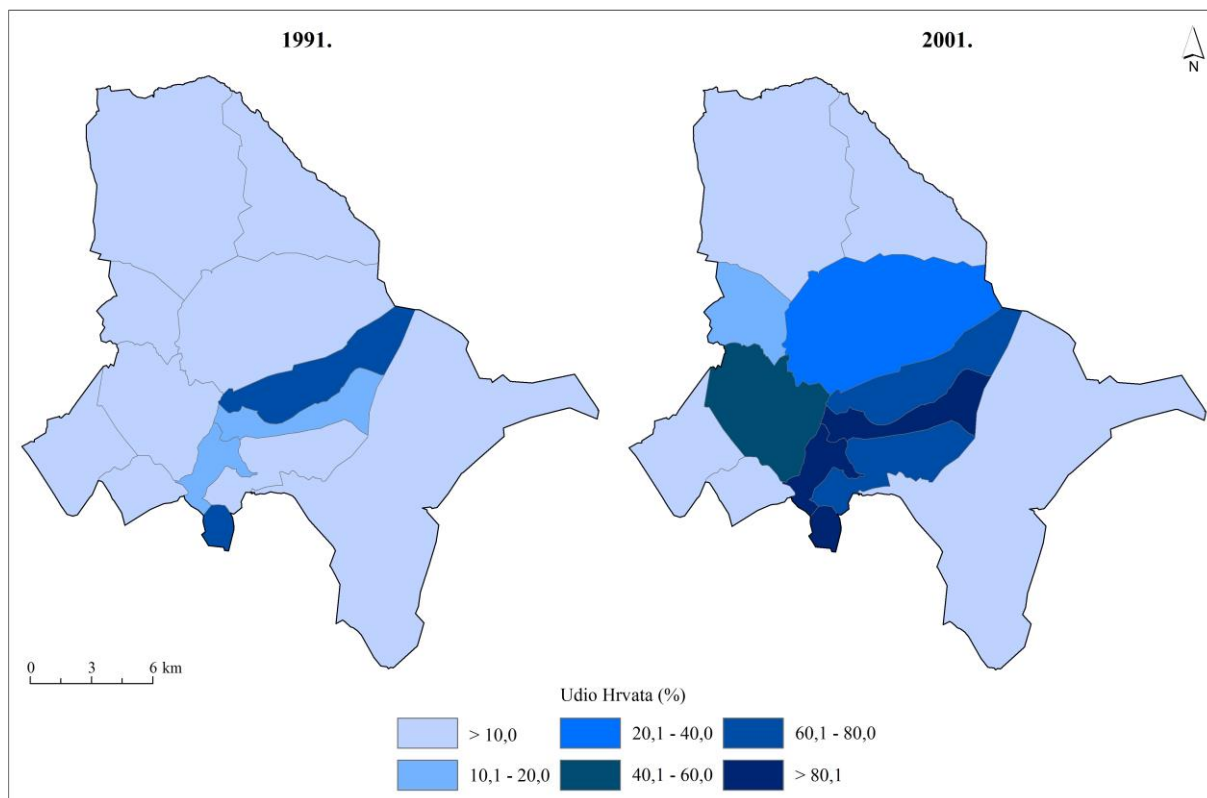 1991.
2001.
N
0 3 6 km
Udio Hrvata (%)
> 10,0
20,1 - 40,0
60,1 - 80,0
10,1 - 20,0
40,1 - 60,0
> 80,1